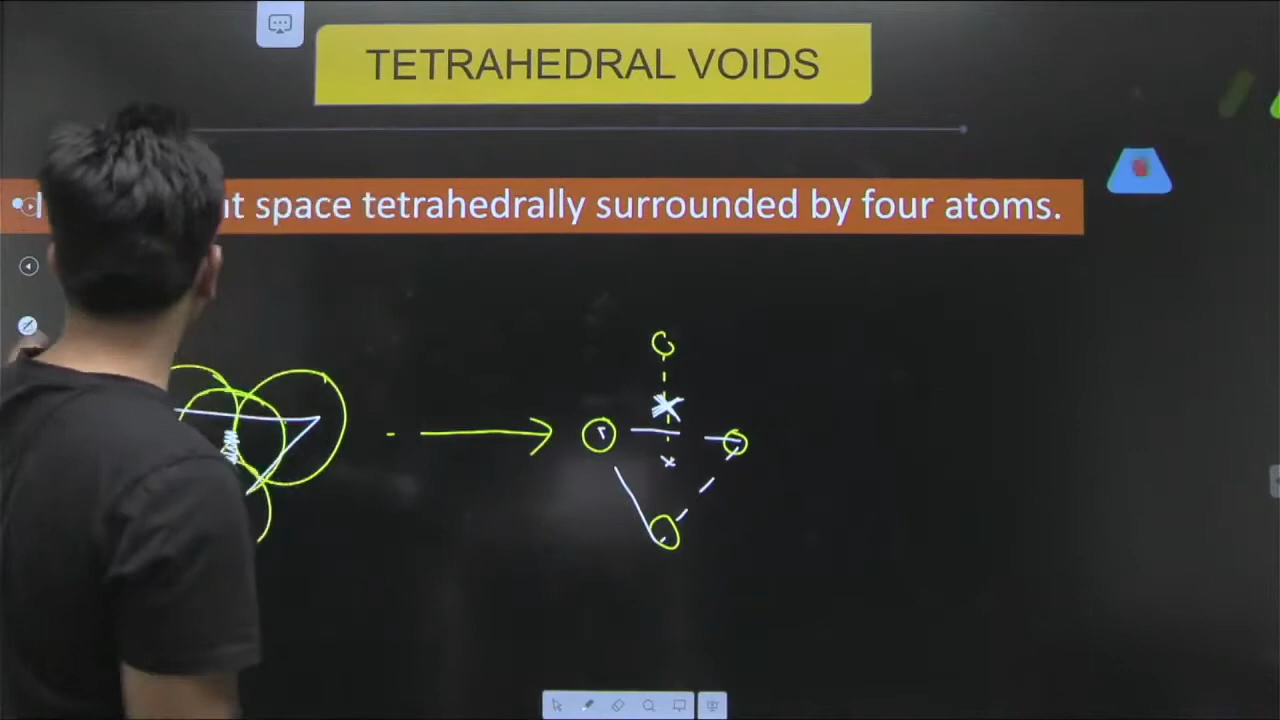 TETRAHEDRAL VOIDS
space tetrahedrally surrounded by four atoms.